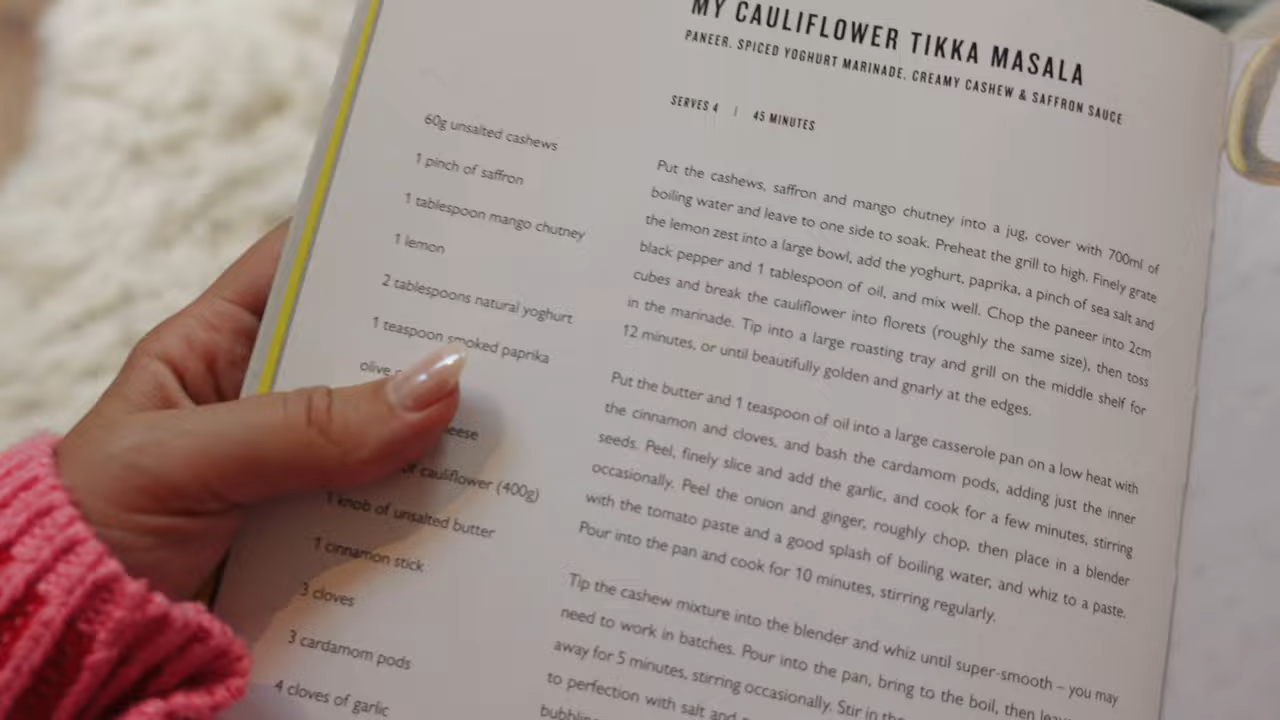 MY CAULIFLOWER TIKKA MASALA
PANEER, SPICED YOGHURT MARINADE, CREAMY CASHEW & SAFFRON SAUCE
SERVES 4 | 45 MINUTES
60g unsalted cashews
1 pinch of saffron
1 tablespoon mango chutney
1 lemon
2 tablespoons natural yoghurt
1 teaspoon smoked paprika
olive
cauliflower (400g)
1 knob of unsalted butter
1 cinnamon stick
3 cloves
3 cardamom pods
4 cloves of garlic
Put the cashews, saffron and mango chutney into a jug, cover with 700ml of
boiling water and leave to one side to soak. Preheat the grill to high. Finely grate
the lemon zest into a large bowl, add the yoghurt, paprika, a pinch of sea salt and
black pepper and 1 tablespoon of oil, and mix well. Chop the paneer into 2cm
cubes and break the cauliflower into florets (roughly the same size), then toss
in the marinade. Tip into a large roasting tray and grill on the middle shelf for
12 minutes, or until beautifully golden and gnarly at the edges.
Put the butter and 1 teaspoon of oil into a large casserole pan on a low heat with
the cinnamon and cloves, and bash the cardamom pods, adding just the inner
seeds. Peel, finely slice and add the garlic, and cook for a few minutes, stirring
occasionally. Peel the onion and ginger, roughly chop, then place in a blender
with the tomato paste and a good splash of boiling water, and whiz to a paste.
Pour into the pan and cook for 10 minutes, stirring regularly.
Tip the cashew mixture into the blender and whiz until super-smooth – you may
need to work in batches. Pour into the pan, bring to the boil, then
away for 5 minutes, stirring occasionally. Stir in the
to perfection with salt and